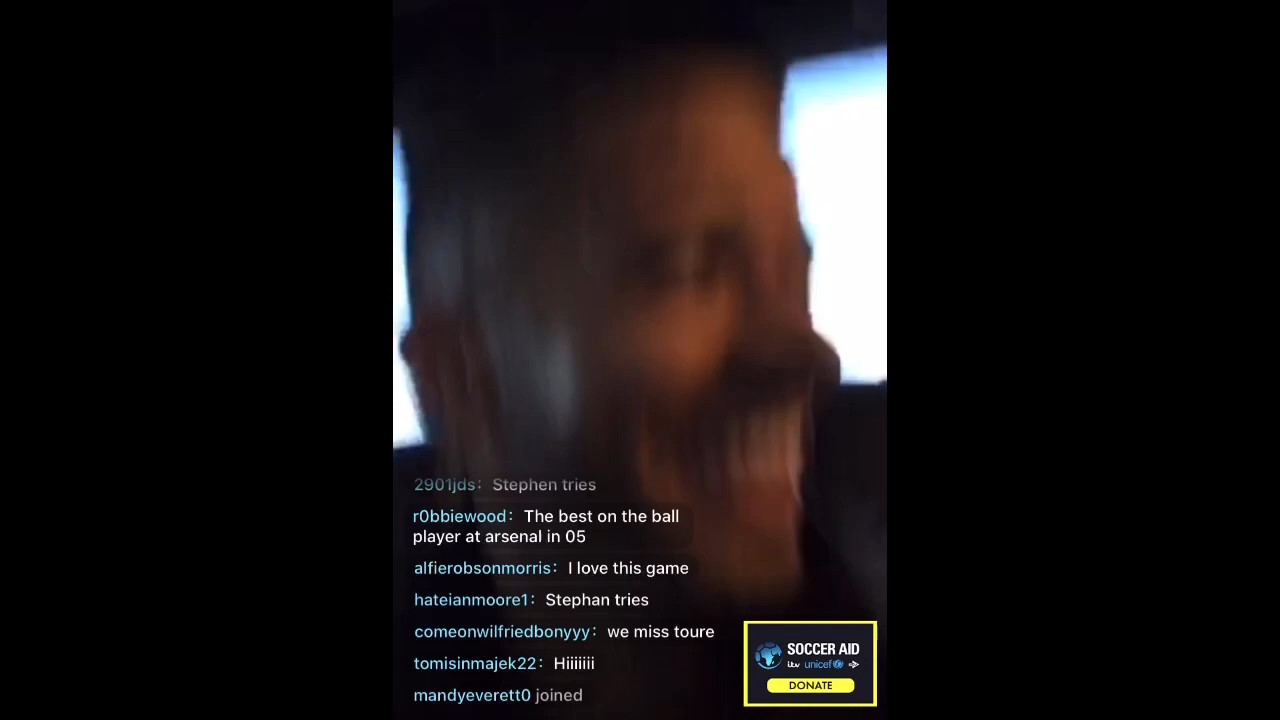 2901jds: Stephen tries
r0bbiewood: The best on the ball
player at arsenal in 05
alfierobsonmorris: I love this game
hateianmoore1: Stephan tries
comeonwilfriedbonyyy: we miss toure
tomisinmajek22: Hiiiiiii
mandyeverett0 joined
SOCCER AID
itv unicef
DONATE